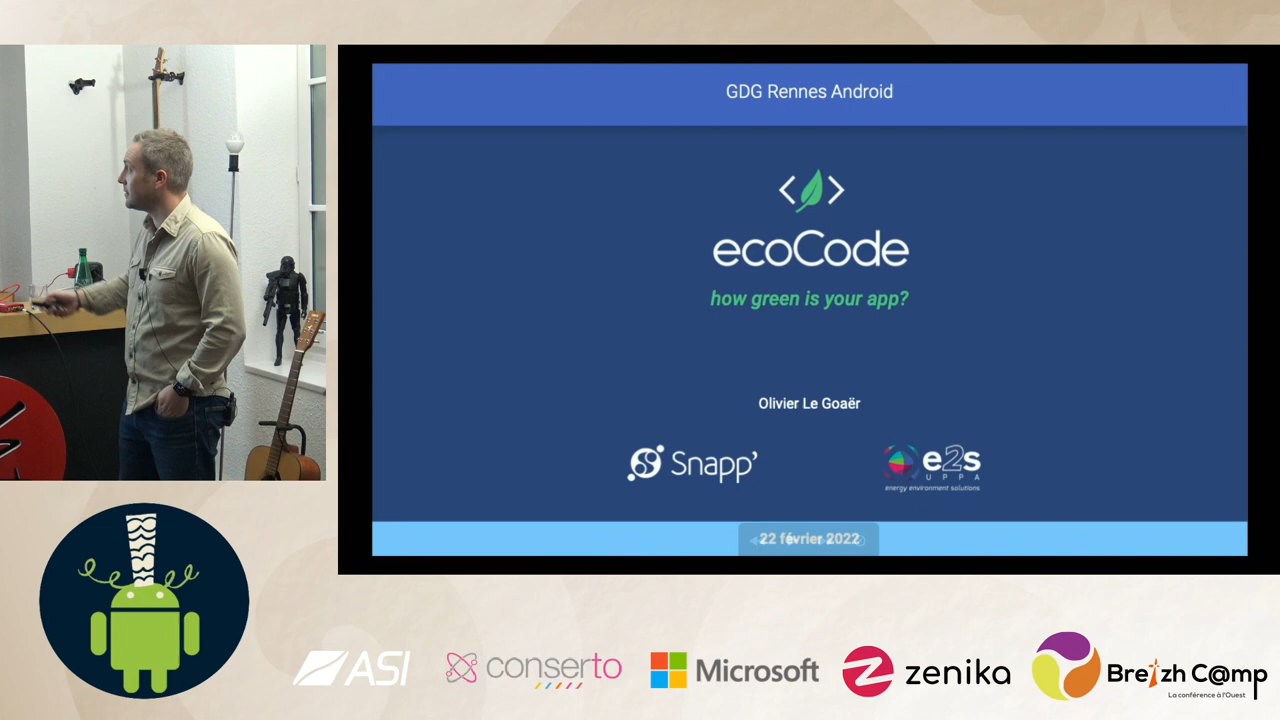 GDG Rennes Android
ecoCode
how green is your app?
Olivier Le Goaër
Snapp'
e2s
UPPA
energy environment solutions
22 février 2022
ASI
conserto
Microsoft
zenika
Breizh C@mp
La conférence à l'Ouest